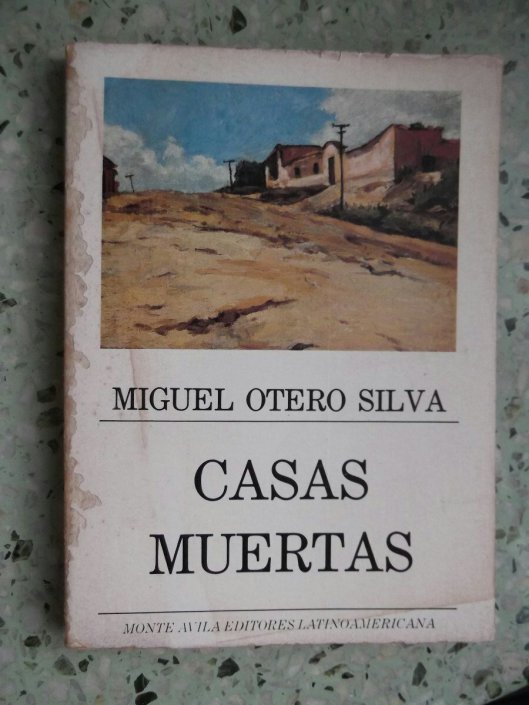 MIGUEL OTERO SILVA
CASAS
MUERTAS
MONTE AVILA EDITORES LATINOAMERICANA